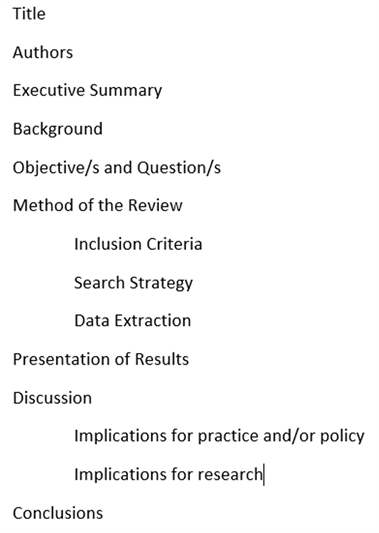 Title
Authors
Executive Summary
Background
Objective/s and Question/s
Method of the Review
Inclusion Criteria
Search Strategy
Data Extraction
Presentation of Results
Discussion
Implications for practice and/or policy
Implications for research
Conclusions